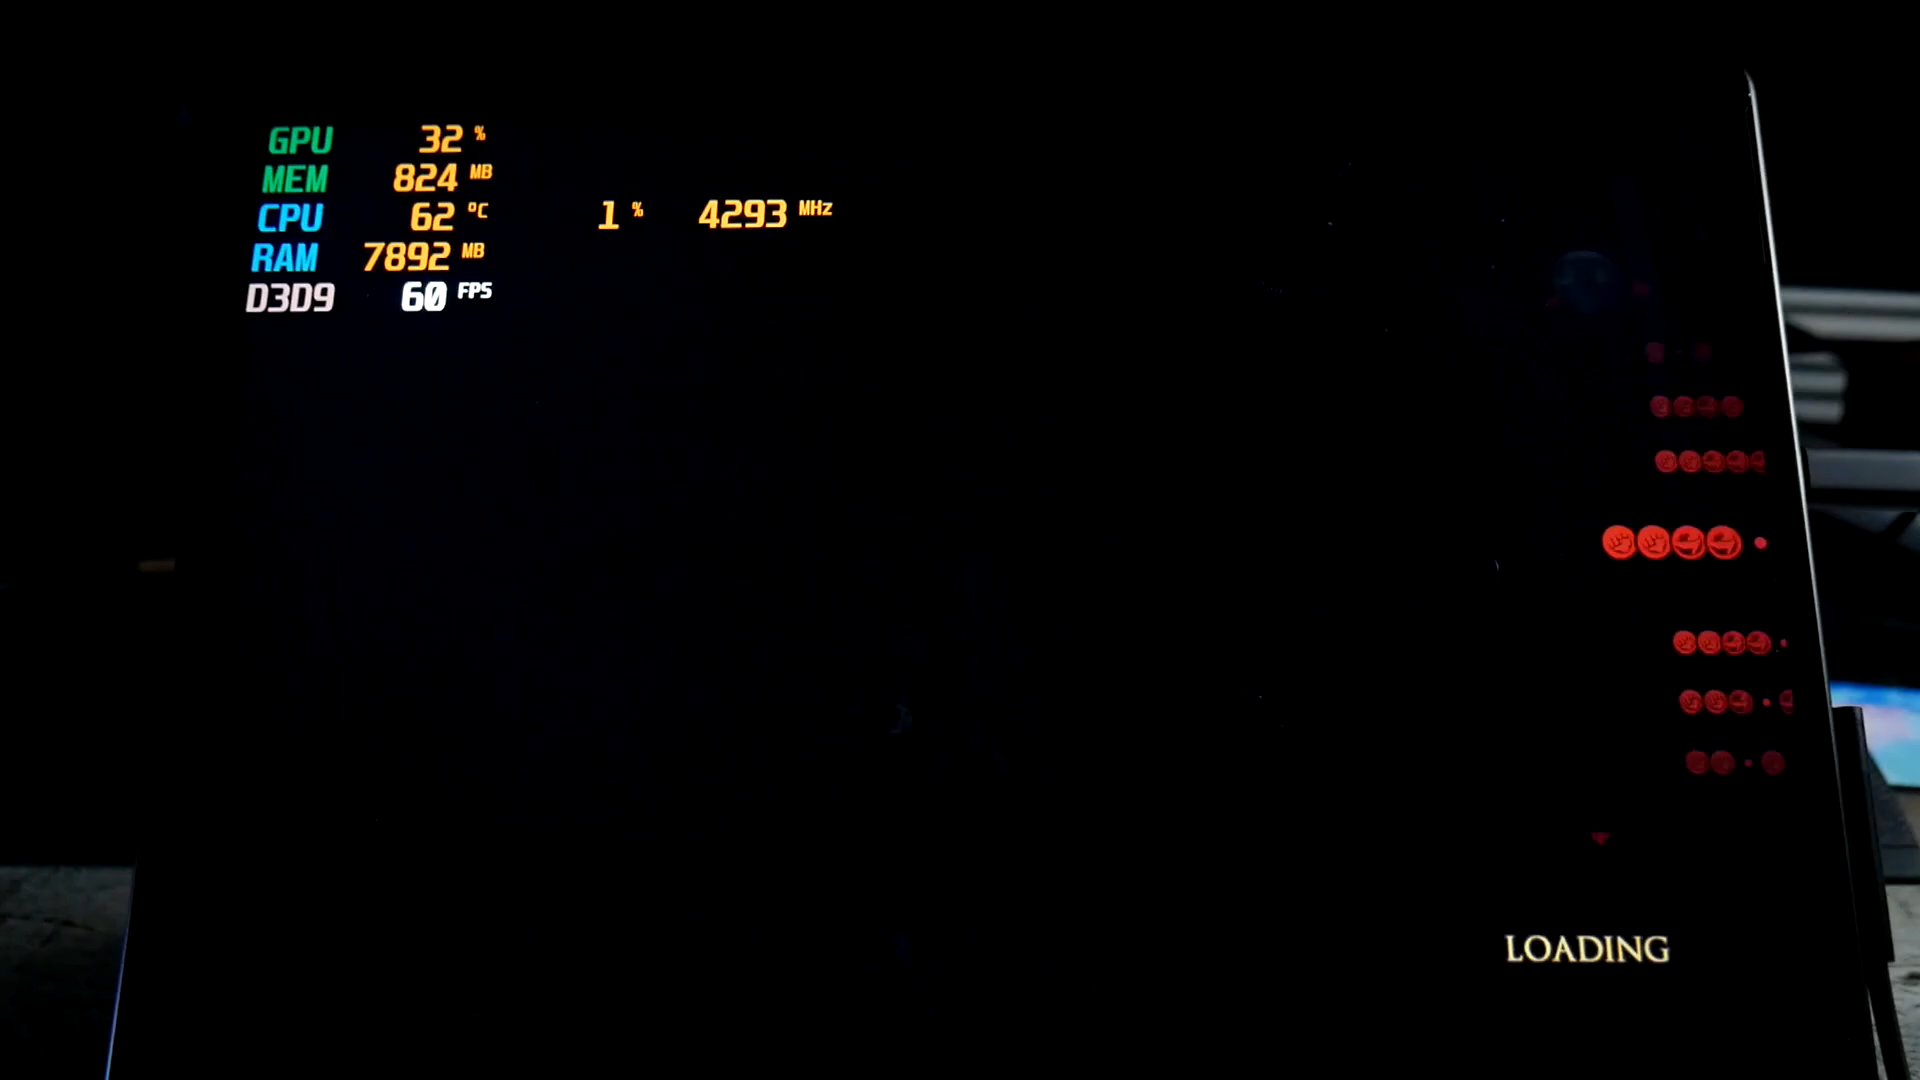 GPU 32 %
MEM 824 MB
CPU 62 °C 1 % 4293 MHz
RAM 7892 MB
D3D9 60 FPS
LOADING